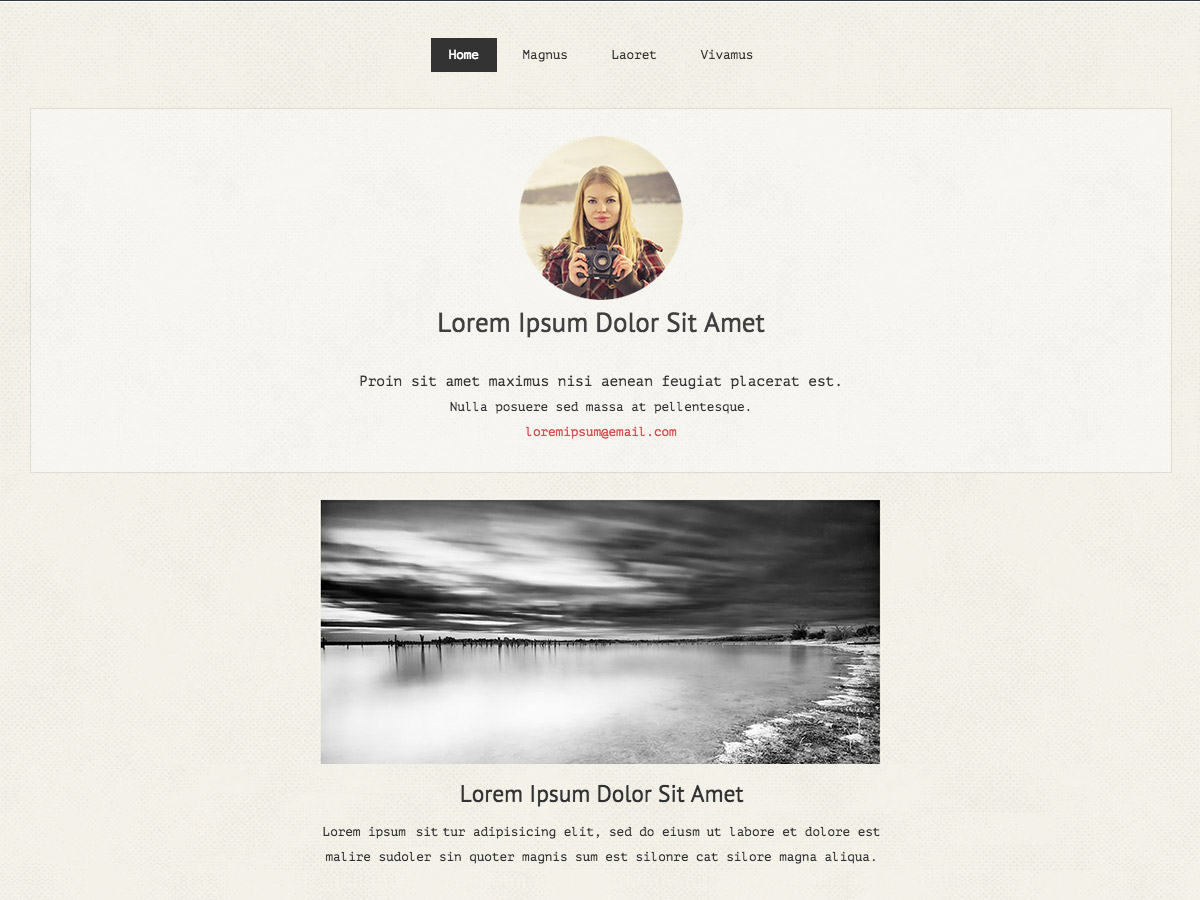 Home Magnus Laoret Vivamus
Lorem Ipsum Dolor Sit Amet
Proin sit amet maximus nisi aenean feugiat placerat est.
Nulla posuere sed massa at pellentesque.
loremipsum@email.com
Lorem Ipsum Dolor Sit Amet
Lorem ipsum sit tur adipisicing elit, sed do eiusm ut labore et dolore est
malire sudoler sin quoter magnis sum est silonre cat silore magna aliqua.